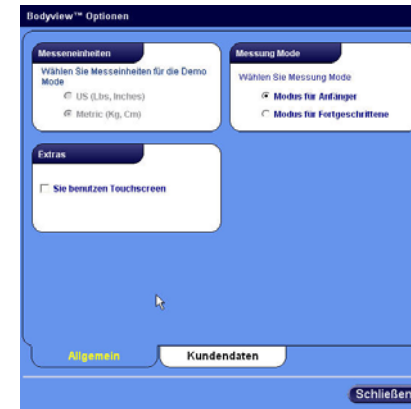 Bodyview™ Optionen
Messeneinheiten
Wählen Sie Messeinheiten für die Demo
Mode
US (Lbs, Inches)
Metric (Kg, Cm)
Messung Mode
Wählen Sie Messung Mode
Modus für Anfänger
Modus für Fortgeschrittene
Extras
Sie benutzen Touchscreen
Allgemein
Kundendaten
Schließen